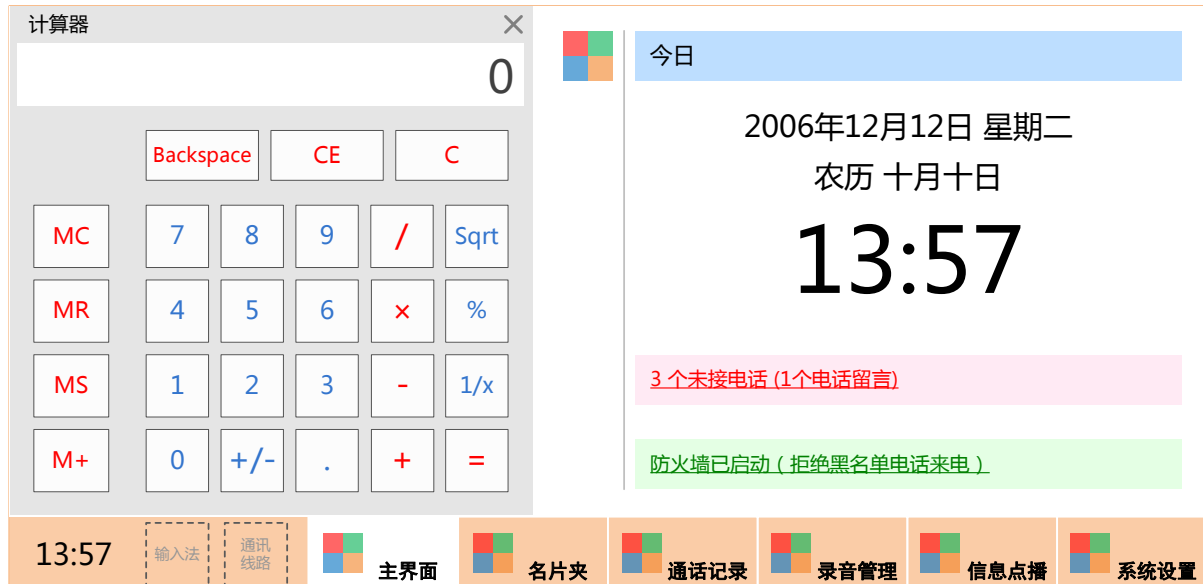 计算器
0
Backspace CE C
MC 7 8 9 / Sqrt
MR 4 5 6 × %
MS 1 2 3 - 1/x
M+ 0 +/- . + =
今日
2006年12月12日 星期二
农历 十月十日
13:57
3 个未接电话 (1个电话留言)
防火墙已启动（拒绝黑名单电话来电）
13:57
输入法
通讯
线路
主界面
名片夹
通话记录
录音管理
信息点播
系统设置